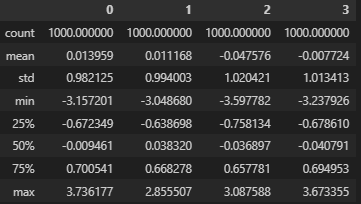 0 1 2 3
count 1000.000000 1000.000000 1000.000000 1000.000000
mean 0.013959 0.011168 -0.047576 -0.007724
std 0.982125 0.994003 1.020421 1.013413
min -3.157201 -3.048680 -3.597782 -3.237926
25% -0.672349 -0.638698 -0.758134 -0.678610
50% -0.009461 0.038320 -0.036897 -0.040791
75% 0.700541 0.668278 0.657781 0.694953
max 3.736177 2.855507 3.087588 3.673355